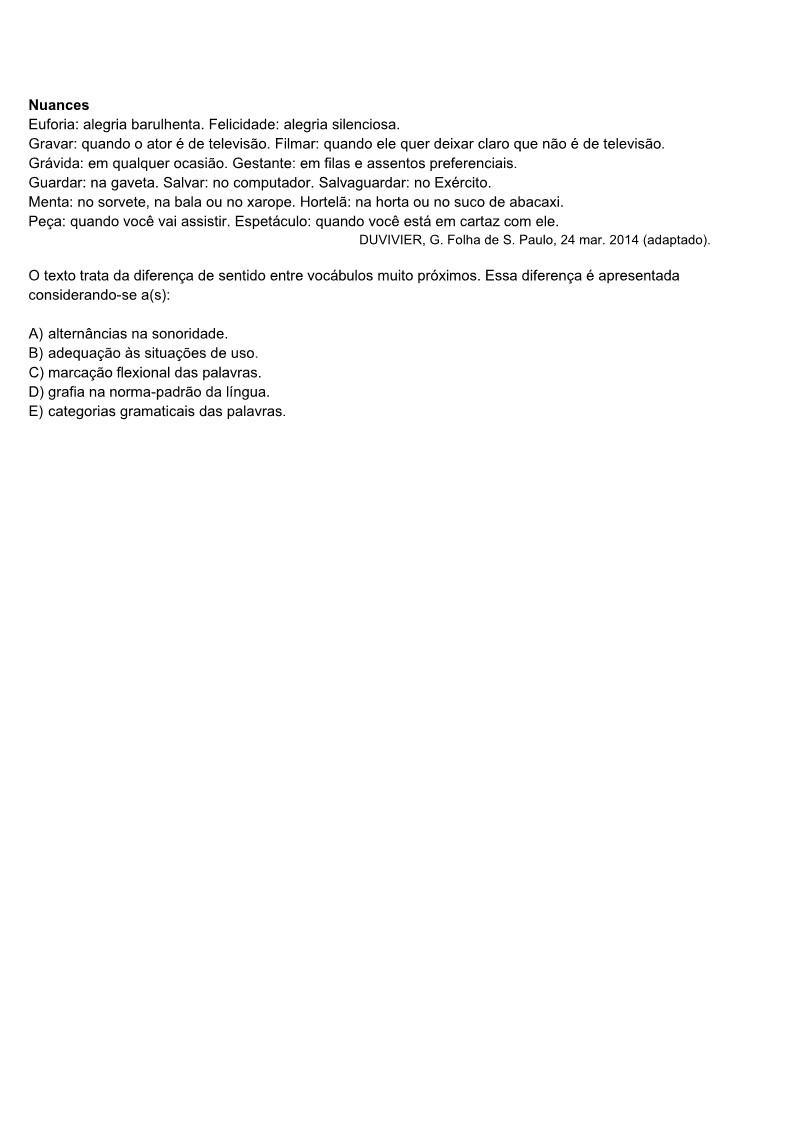 Nuances
Euforia: alegria barulhenta. Felicidade: alegria silenciosa.
Gravar: quando o ator é de televisão. Filmar: quando ele quer deixar claro que não é de televisão.
Grávida: em qualquer ocasião. Gestante: em filas e assentos preferenciais.
Guardar: na gaveta. Salvar: no computador. Salvaguardar: no Exército.
Menta: no sorvete, na bala ou no xarope. Hortelã: na horta ou no suco de abacaxi.
Peça: quando você vai assistir. Espetáculo: quando você está em cartaz com ele.
DUVIVIER, G. Folha de S. Paulo, 24 mar. 2014 (adaptado).
O texto trata da diferença de sentido entre vocábulos muito próximos. Essa diferença é apresentada
considerando-se a(s):
A) alternâncias na sonoridade.
B) adequação às situações de uso.
C) marcação flexional das palavras.
D) grafia na norma-padrão da língua.
E) categorias gramaticais das palavras.